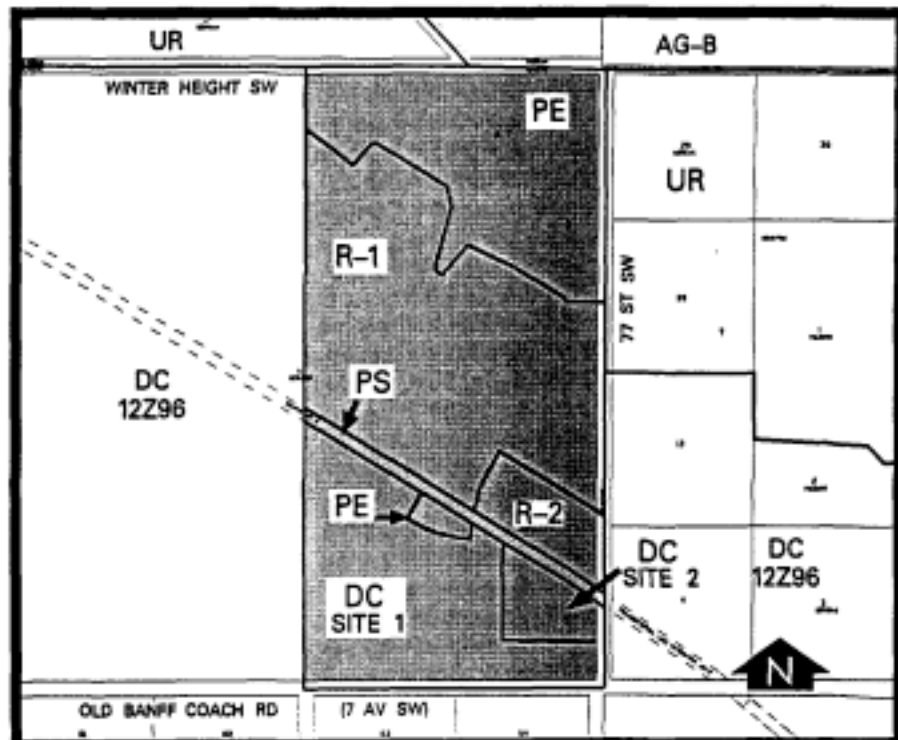 UR
AG-B
WINTER HEIGHT SW
PE
UR
R-1
77 ST SW
DC
12Z96
PS
PE
R-2
DC
SITE 2
DC
12Z96
DC
SITE 1
N
OLD BANFF COACH RD
(7 AV SW)